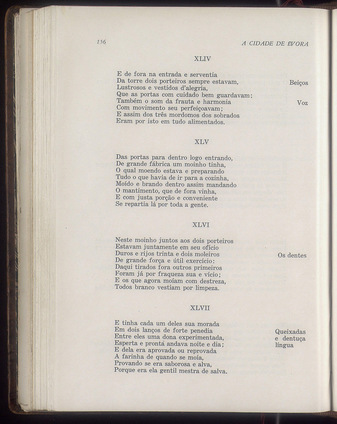 156
A CIDADE DE ÉVORA
XLIV
E de fora na entrada e serventia
Da torre dois porteiros sempre estavam,
Beiços
Lustrosos e vestidos d'alegria,
Que as portas com cuidado bem guardavam:
Também o som da frauta e harmonia
Voz
Com movimento seu perfeiçoavam;
E assim dos três mordomos dos sobrados
Eram por isto em tudo alimentados.
XLV
Das portas para dentro logo entrando,
De grande fábrica um moinho tinha,
O qual moendo estava e preparando
Tudo o que havia de ir para a cozinha,
Moído e brando dentro assim mandando
O mantimento, que de fora vinha,
E com justa porção e conveniente
Se repartia lá por toda a gente.
XLVI
Neste moinho juntos aos dois porteiros
Estavam juntamente em seu ofício
Duros e rijos trinta e dois moleiros
Os dentes
De grande força e útil exercício:
Daqui tirados fora outros primeiros
Foram já por fraqueza sua e vício;
E os que agora moíam com destreza,
Todos branco vestiam por limpeza.
XLVII
E tinha cada um deles sua morada
Em dois lanços de forte penedia
Queixadas
Entre eles uma dona experimentada,
e dentuça
Esperta e pronta andava noite e dia;
língua
E dela era aprovada ou reprovada
A farinha de quando se moía,
Provando se era saborosa e alva,
Porque era ela gentil mestra de salva.